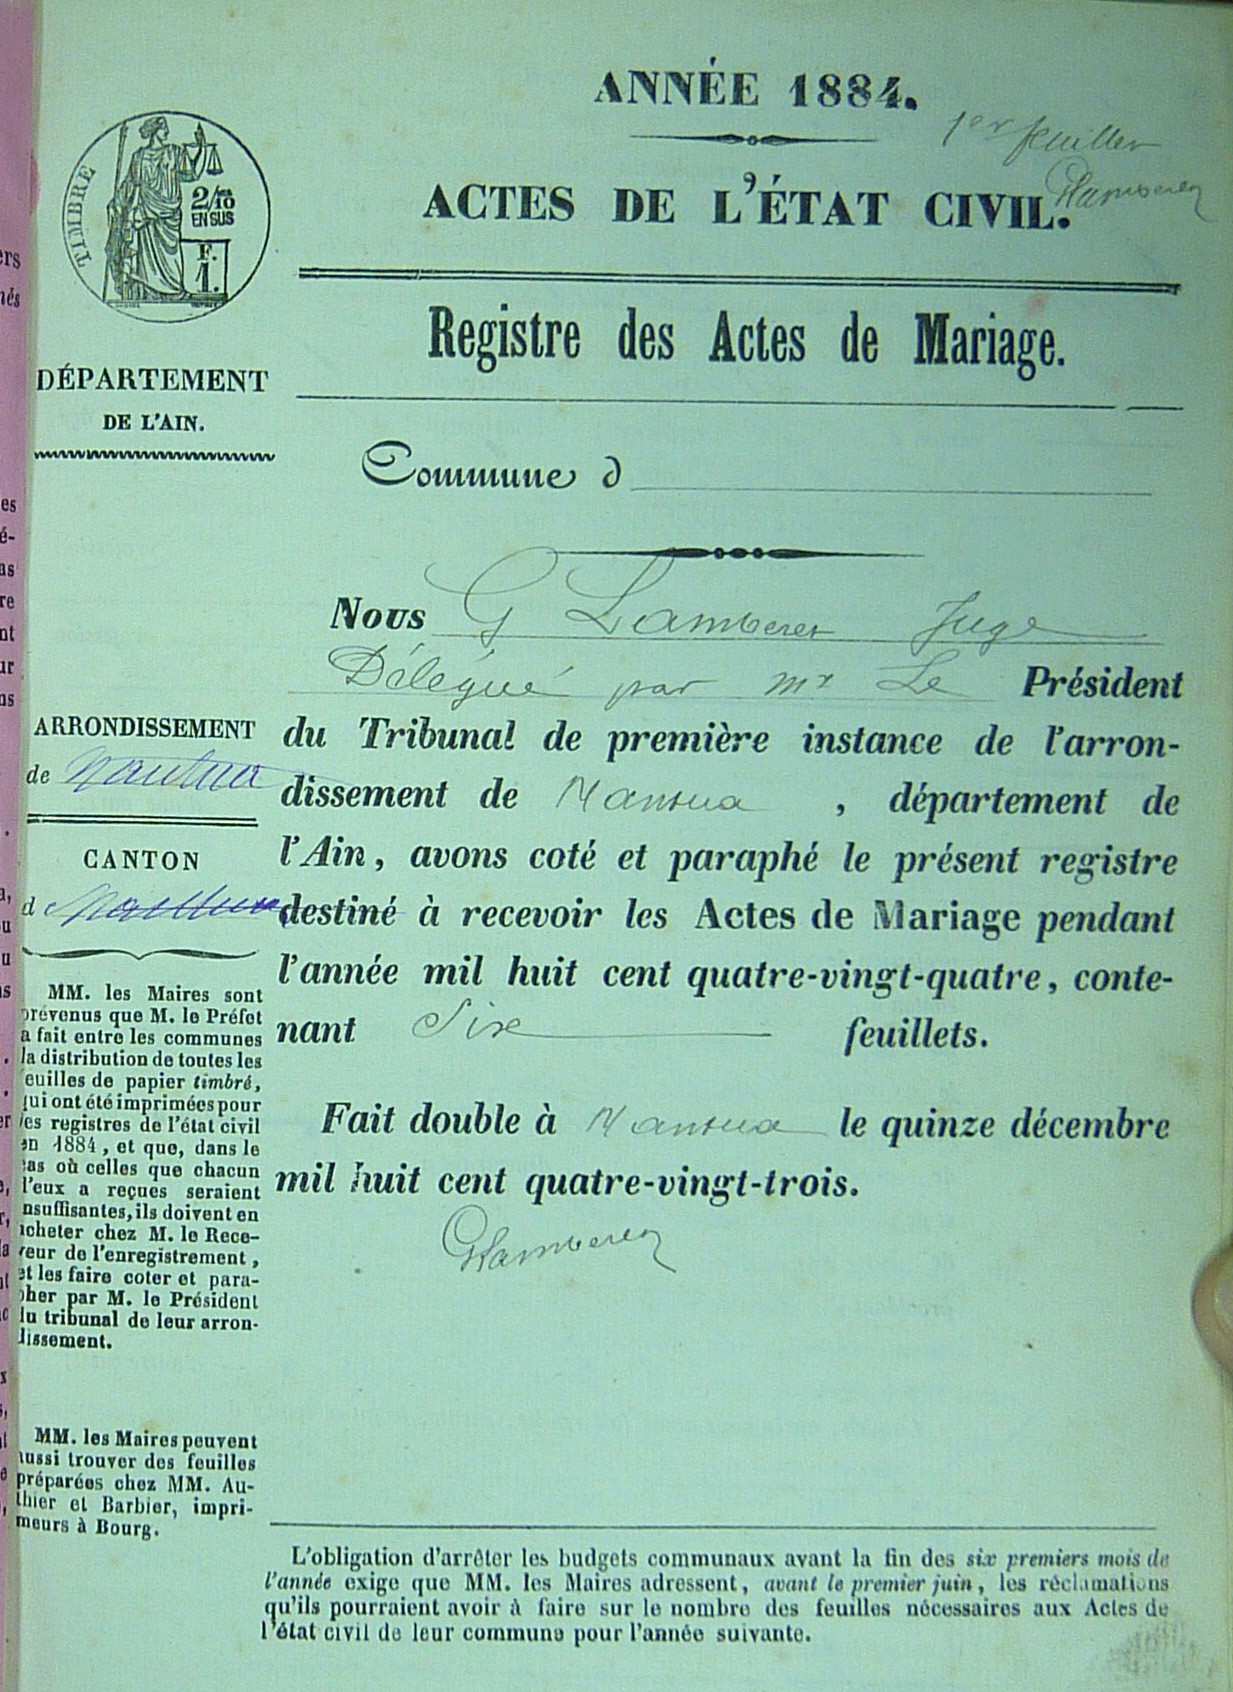 ANNÉE 1884.
1er feuillet
GLamberet
ACTES DE L'ÉTAT CIVIL.
TIMBRE
2/10 mes
EN SUS
F.
1.
Registre des Actes de Mariage.
DÉPARTEMENT
DE L'AIN.
Commune d
Nous G Lamberet Juge
Délégué par mr Le Président
du Tribunal de première instance de l'arron-
dissement de Nantua , département de
l'Ain, avons coté et paraphé le présent registre
destiné à recevoir les Actes de Mariage pendant
l'année mil huit cent quatre-vingt-quatre, conte-
nant Six feuillets.
Fait double à Nantua le quinze décembre
mil huit cent quatre-vingt-trois.
GLamberet
ARRONDISSEMENT
de Nantua
CANTON
d Nantua
MM. les Maires sont
prévenus que M. le Préfet
a fait entre les communes
la distribution de toutes les
feuilles de papier timbré,
qui ont été imprimées pour
les registres de l'état civil
en 1884, et que, dans le
cas où celles que chacun
d'eux a reçues seraient
insuffisantes, ils doivent en
acheter chez M. le Rece-
veur de l'enregistrement,
et les faire coter et para-
pher par M. le Président
du tribunal de leur arron-
dissement.
MM. les Maires peuvent
aussi trouver des feuilles
préparées chez MM. Au-
thier et Barbier, impri-
meurs à Bourg.
L'obligation d'arrêter les budgets communaux avant la fin des six premiers mois de
l'année exige que MM. les Maires adressent, avant le premier juin, les réclamations
qu'ils pourraient avoir à faire sur le nombre des feuilles nécessaires aux Actes de
l'état civil de leur commune pour l'année suivante.